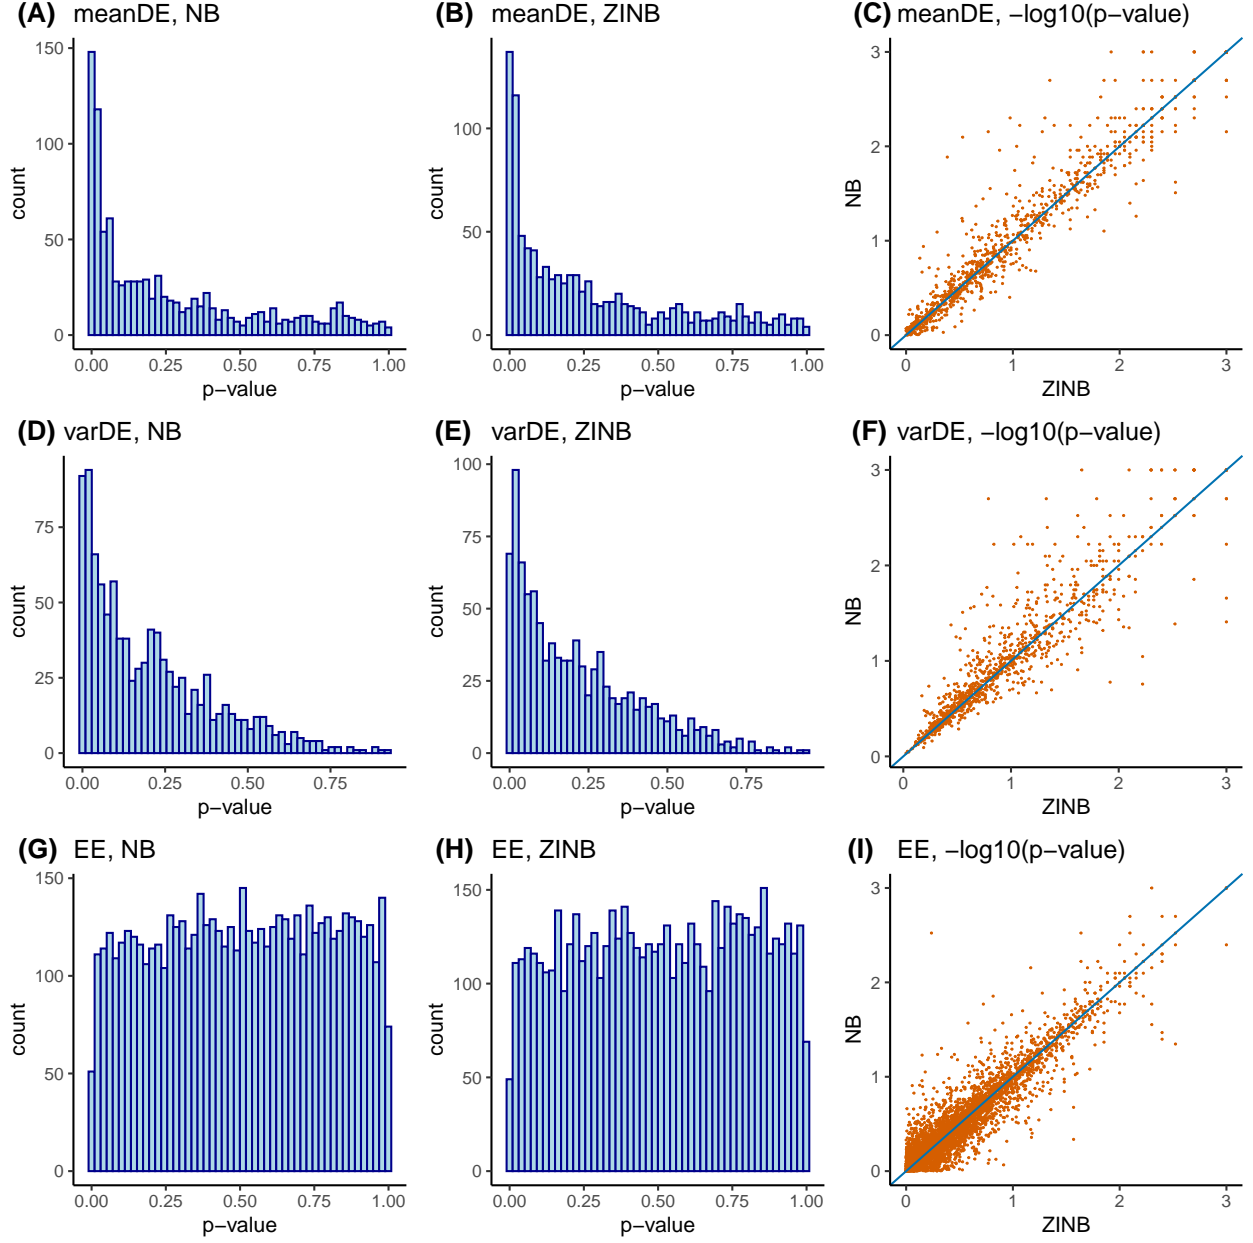 (A) meanDE, NB
150
100
50
0
count
0.00 0.25 0.50 0.75 1.00
p−value
(B) meanDE, ZINB
100
50
0
count
0.00 0.25 0.50 0.75 1.00
p−value
(C) meanDE, −log10(p−value)
3
2
1
0
NB
0 1 2 3
ZINB
(D) varDE, NB
75
50
25
0
count
0.00 0.25 0.50 0.75
p−value
(E) varDE, ZINB
100
75
50
25
0
count
0.00 0.25 0.50 0.75
p−value
(F) varDE, −log10(p−value)
3
2
1
0
NB
0 1 2 3
ZINB
(G) EE, NB
150
100
50
0
count
0.00 0.25 0.50 0.75 1.00
p−value
(H) EE, ZINB
150
100
50
0
count
0.00 0.25 0.50 0.75 1.00
p−value
(I) EE, −log10(p−value)
3
2
1
0
NB
0 1 2 3
ZINB